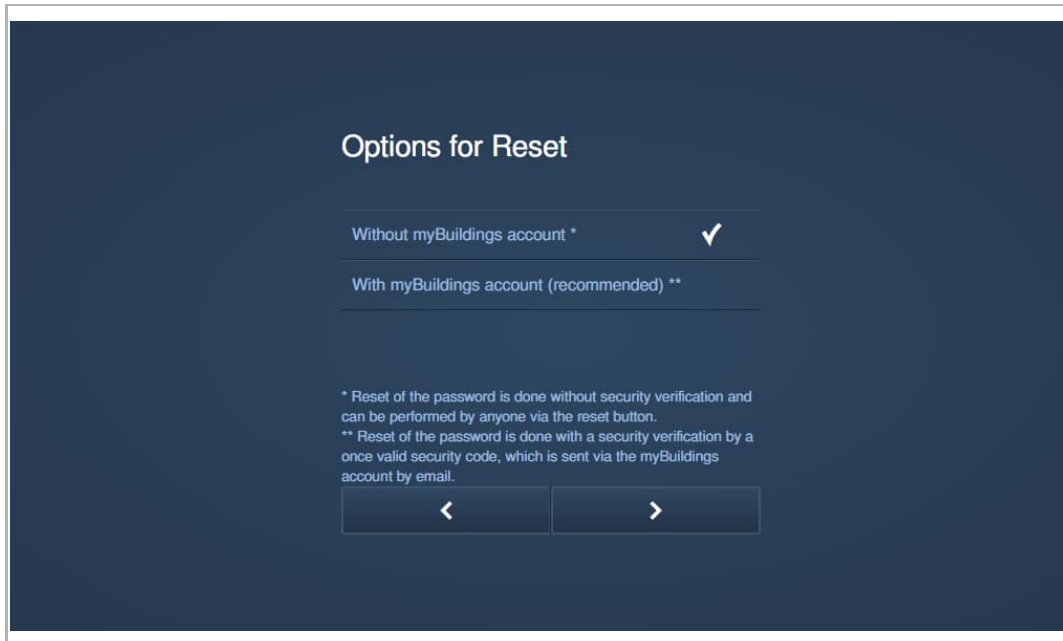 Options for Reset
Without myBuildings account *
With myBuildings account (recommended) **
* Reset of the password is done without security verification and
can be performed by anyone via the reset button.
** Reset of the password is done with a security verification by a
once valid security code, which is sent via the myBuildings
account by email.